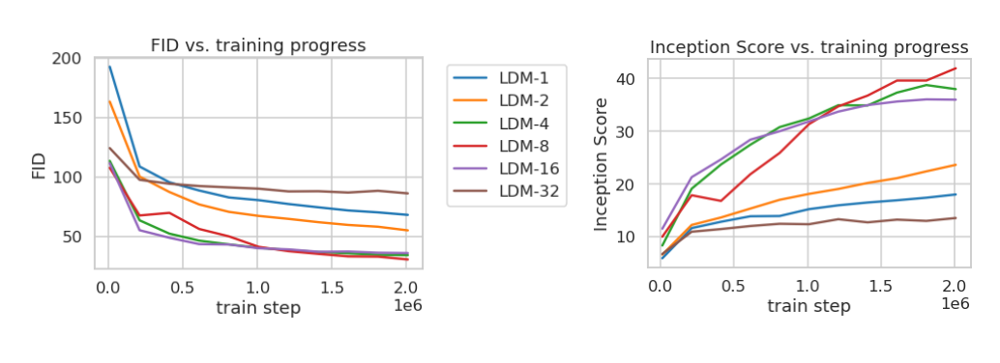 FID vs. training progress
200
150
100
50
FID
0.0 0.5 1.0 1.5 2.0
1e6
train step
LDM-1
LDM-2
LDM-4
LDM-8
LDM-16
LDM-32
Inception Score vs. training progress
40
30
20
10
Inception Score
0.0 0.5 1.0 1.5 2.0
1e6
train step